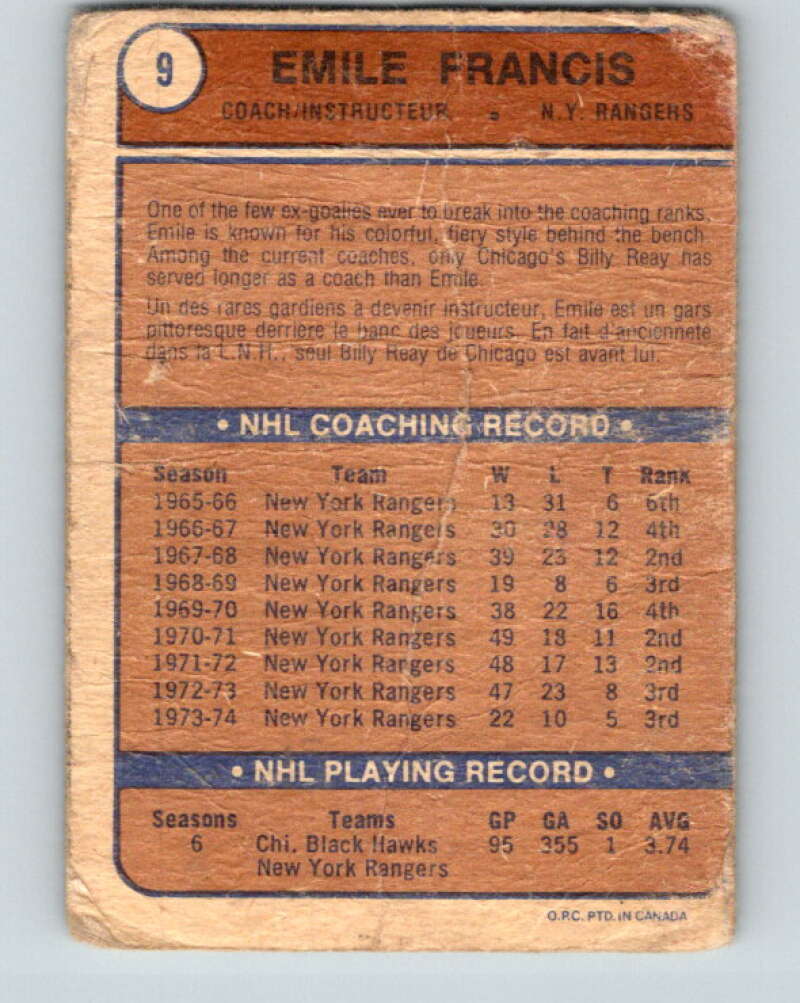 9
EMILE FRANCIS
COACH/INSTRUCTEUR • N.Y. RANGERS
One of the few ex-goalies ever to break into the coaching ranks,
Emile is known for his colorful, fiery style behind the bench.
Among the current coaches, only Chicago's Billy Reay has
served longer as a coach than Emile.
Un des rares gardiens à devenir instructeur, Emile est un gars
pittoresque derrière le banc des joueurs. En fait d'ancienneté
dans la L.N.H., seul Billy Reay de Chicago est avant lui.
• NHL COACHING RECORD •
Season Team W L T Rank
1965-66 New York Rangers 13 31 6 6th
1966-67 New York Rangers 30 28 12 4th
1967-68 New York Rangers 39 23 12 2nd
1968-69 New York Rangers 19 8 6 3rd
1969-70 New York Rangers 38 22 16 4th
1970-71 New York Rangers 49 18 11 2nd
1971-72 New York Rangers 48 17 13 2nd
1972-73 New York Rangers 47 23 8 3rd
1973-74 New York Rangers 22 10 5 3rd
• NHL PLAYING RECORD •
Seasons Teams GP GA SO AVG
6 Chi. Black Hawks 95 355 1 3.74
New York Rangers
O.P.C. PTD. IN CANADA